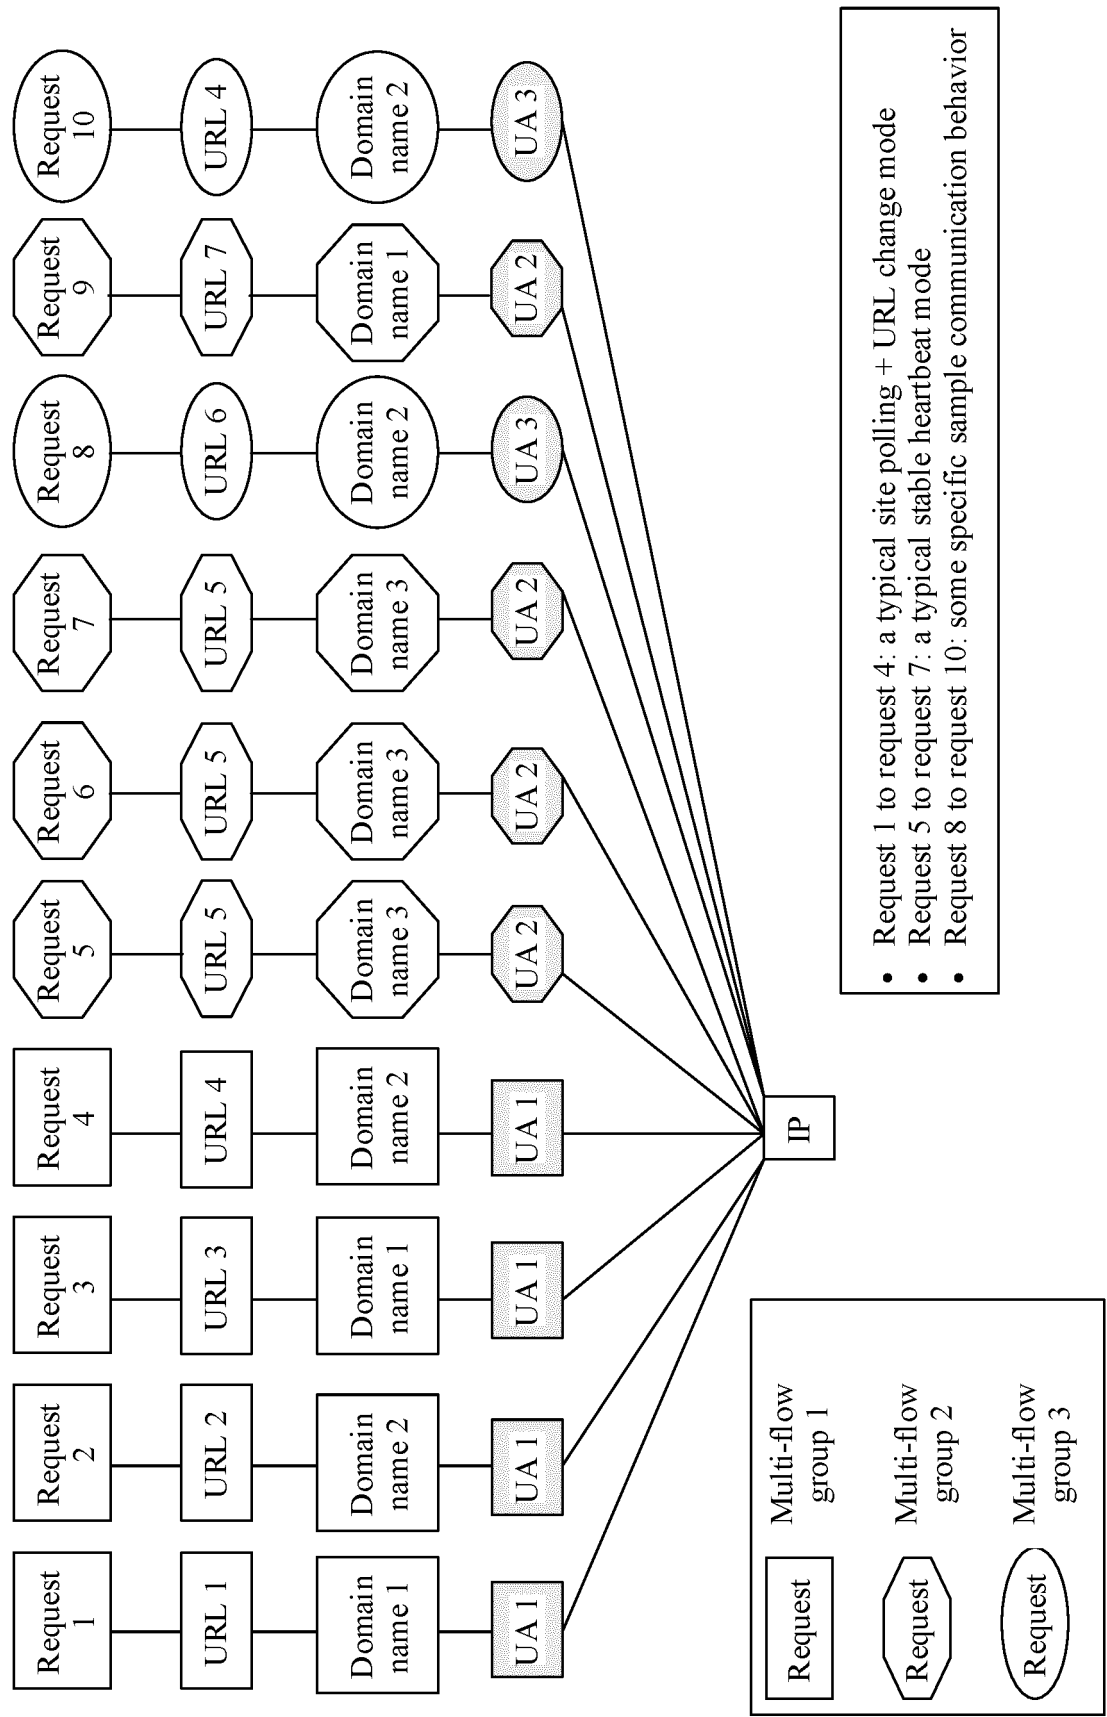 Request
1
Request
2
Request
3
Request
4
Request
5
Request
6
Request
7
Request
8
Request
9
Request
10
URL 1
URL 2
URL 3
URL 4
URL 5
URL 5
URL 5
URL 6
URL 7
URL 4
Domain
name 1
Domain
name 2
Domain
name 1
Domain
name 2
Domain
name 3
Domain
name 3
Domain
name 3
Domain
name 2
Domain
name 1
Domain
name 2
UA 1
UA 1
UA 1
UA 1
UA 2
UA 2
UA 2
UA 3
UA 2
UA 3
IP
Request
Multi-flow
group 1
Request
Multi-flow
group 2
Request
Multi-flow
group 3
• Request 1 to request 4: a typical site polling + URL change mode
• Request 5 to request 7: a typical stable heartbeat mode
• Request 8 to request 10: some specific sample communication behavior